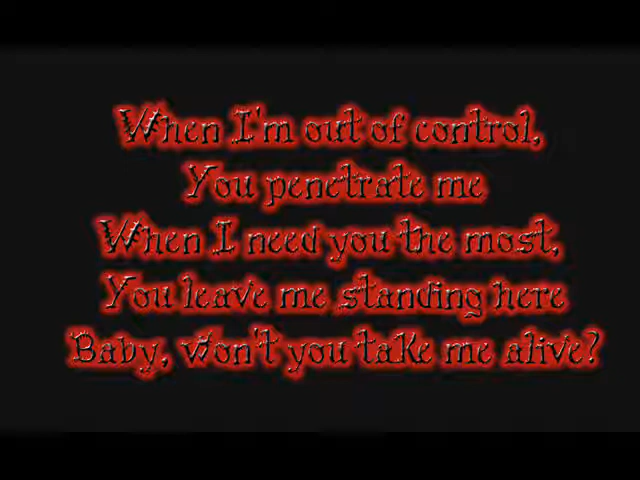 When I'm out of control,
You penetrate me
When I need you the most,
You leave me standing here
Baby, won't you take me alive?